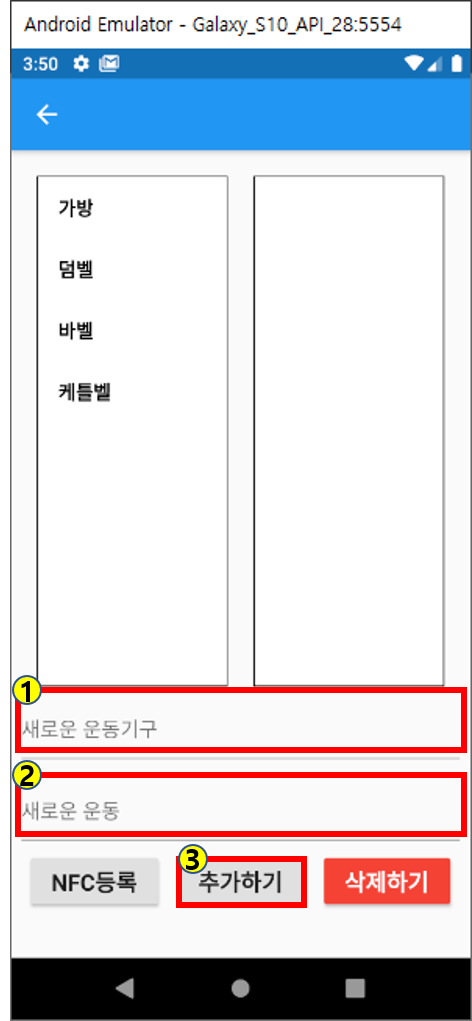 Android Emulator - Galaxy_S10_API_28:5554
3:50
가방
덤벨
바벨
케틀벨
1
새로운 운동기구
2
새로운 운동
3
NFC등록 추가하기 삭제하기